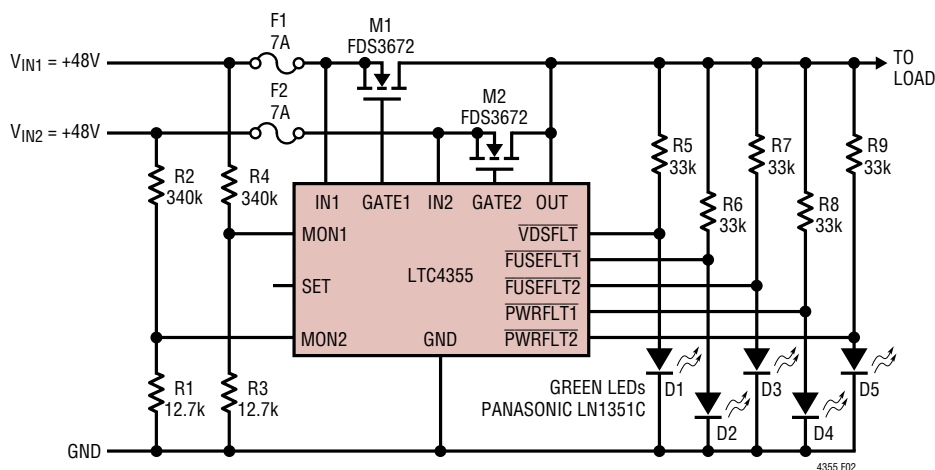 F1
7A
M1
FDS3672
VIN1 = +48V
TO
LOAD
F2
7A
M2
FDS3672
VIN2 = +48V
R2
340k
R4
340k
R5
33k
R7
33k
R9
33k
R6
33k
R8
33k
IN1 GATE1 IN2 GATE2 OUT
MON1
VDSFLT
FUSEFLT1
LTC4355
SET
FUSEFLT2
PWRFLT1
MON2
GND
PWRFLT2
R1
12.7k
R3
12.7k
GREEN LEDs
PANASONIC LN1351C
D1
D2
D3
D4
D5
GND
4355 F02